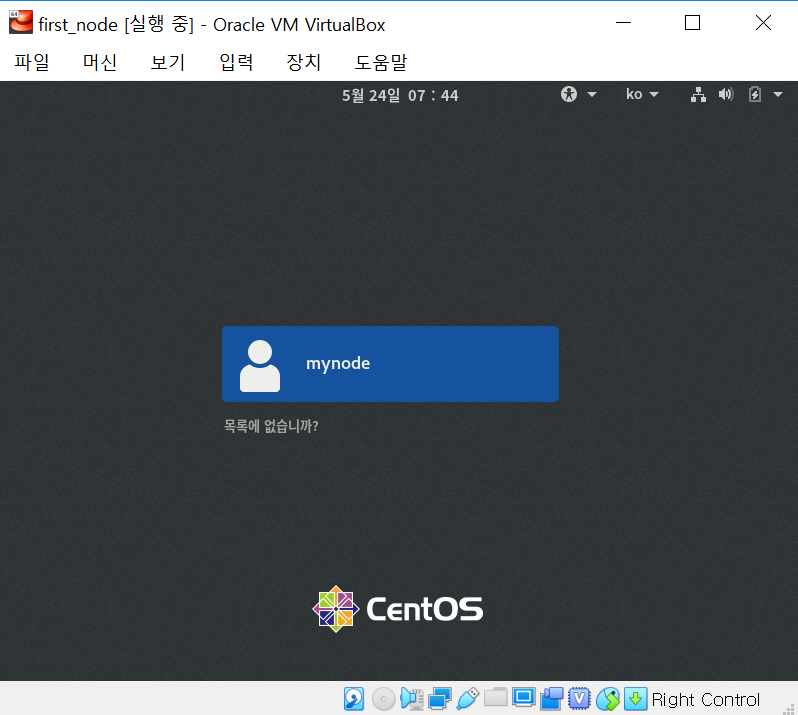 first_node [실행 중] - Oracle VM VirtualBox
파일 머신 보기 입력 장치 도움말
5월 24일 07 : 44 ko
mynode
목록에 없습니까?
CentOS
Right Control